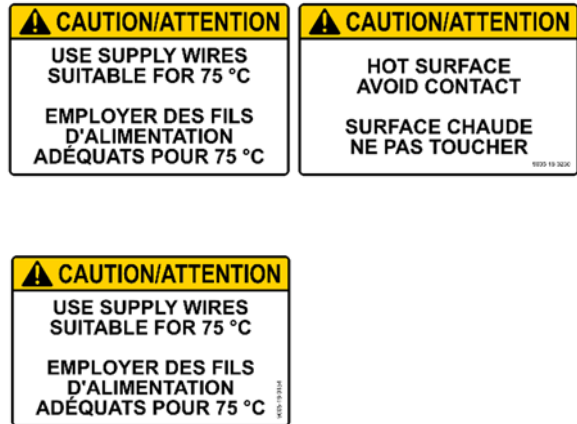 CAUTION/ATTENTION
USE SUPPLY WIRES
SUITABLE FOR 75 °C
EMPLOYER DES FILS
D'ALIMENTATION
ADÉQUATS POUR 75 °C
CAUTION/ATTENTION
HOT SURFACE
AVOID CONTACT
SURFACE CHAUDE
NE PAS TOUCHER
CAUTION/ATTENTION
USE SUPPLY WIRES
SUITABLE FOR 75 °C
EMPLOYER DES FILS
D'ALIMENTATION
ADÉQUATS POUR 75 °C